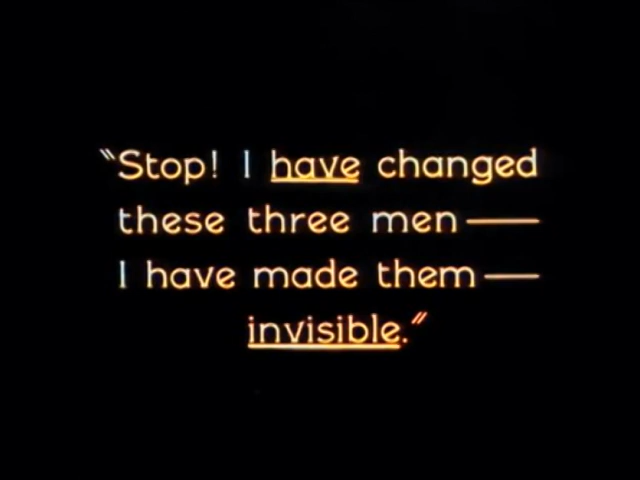 "Stop! I have changed
these three men —
I have made them —
invisible."